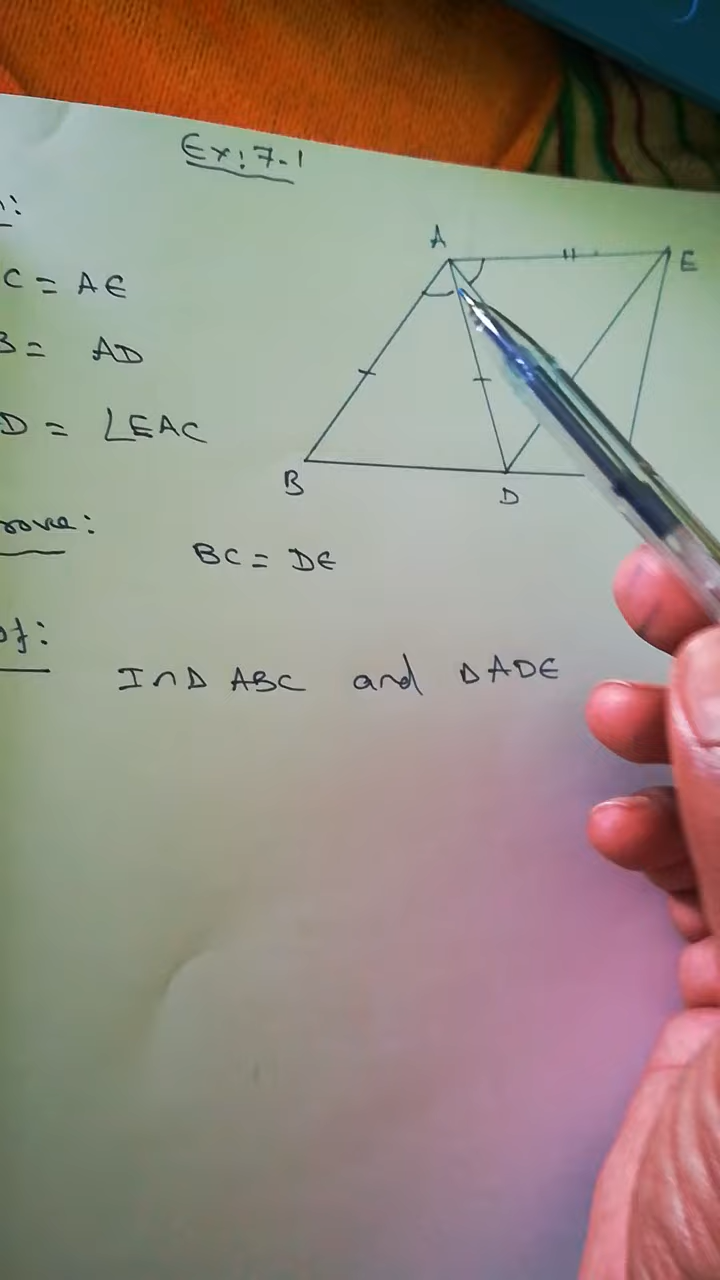 Ex: 7.1
n:
A
E
C = AE
B = AD
D = ∠EAC
B
D
rove:
BC = DE
of:
In Δ ABC and Δ ADE